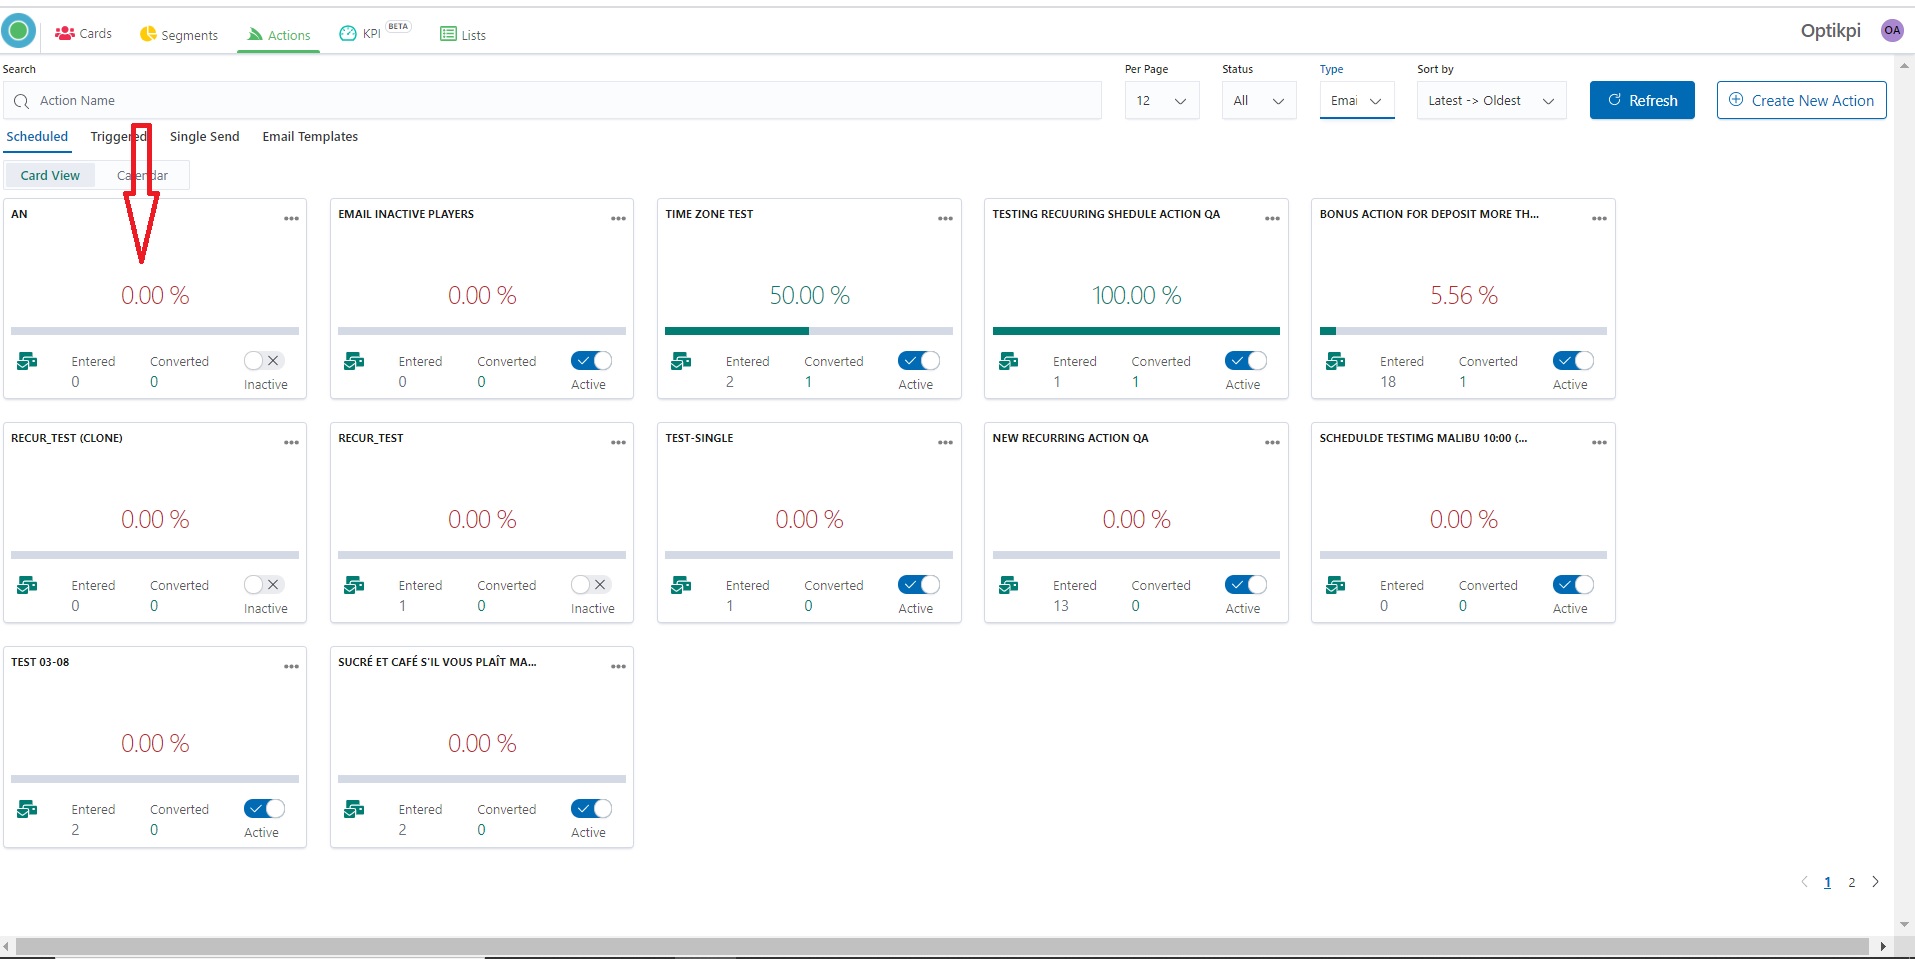 Cards
Segments
Actions
KPI BETA
Lists
Optikpi
OA
Search
Per Page
Status
Type
Sort by
Action Name
12
All
Emai
Latest -> Oldest
Refresh
Create New Action
Scheduled
Triggered
Single Send
Email Templates
Card View
Calendar
AN
0.00 %
Entered
0
Converted
0
Inactive
EMAIL INACTIVE PLAYERS
0.00 %
Entered
0
Converted
0
Active
TIME ZONE TEST
50.00 %
Entered
2
Converted
1
Active
TESTING RECUURING SHEDULE ACTION QA
100.00 %
Entered
1
Converted
1
Active
BONUS ACTION FOR DEPOSIT MORE TH...
5.56 %
Entered
18
Converted
1
Active
RECUR_TEST (CLONE)
0.00 %
Entered
0
Converted
0
Inactive
RECUR_TEST
0.00 %
Entered
1
Converted
0
Inactive
TEST-SINGLE
0.00 %
Entered
1
Converted
0
Active
NEW RECURRING ACTION QA
0.00 %
Entered
13
Converted
0
Active
SCHEDULDE TESTIMG MALIBU 10:00 (...
0.00 %
Entered
0
Converted
0
Active
TEST 03-08
0.00 %
Entered
2
Converted
0
Active
SUCRÉ ET CAFÉ S'IL VOUS PLAÎT MA...
0.00 %
Entered
2
Converted
0
Active
1
2